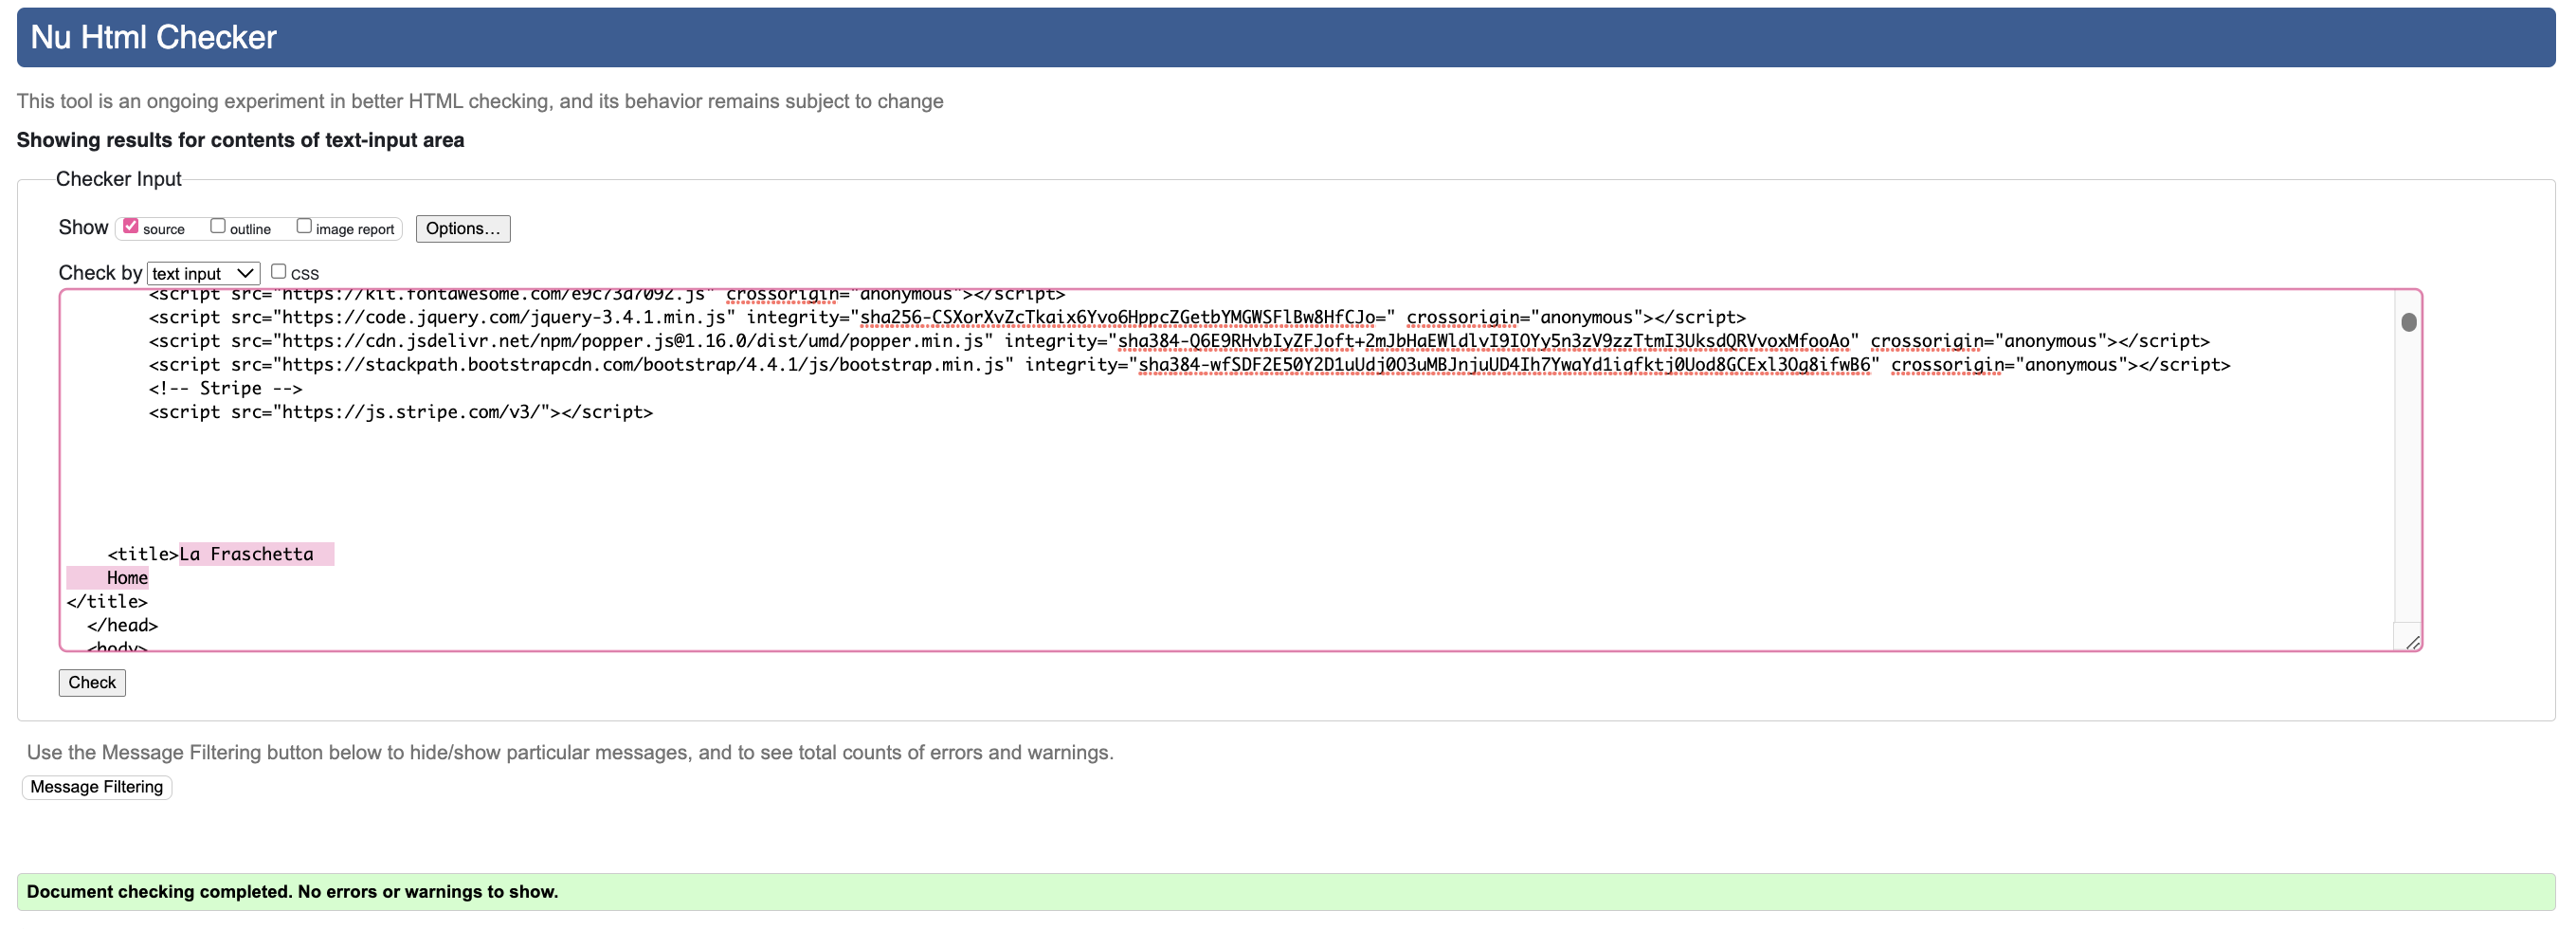 Nu Html Checker
This tool is an ongoing experiment in better HTML checking, and its behavior remains subject to change
Showing results for contents of text-input area
Checker Input
Show source outline image report Options…
Check by text input css
<script src="https://kit.fontawesome.com/e9c73d7092.js" crossorigin="anonymous"></script>
<script src="https://code.jquery.com/jquery-3.4.1.min.js" integrity="sha256-CSXorXvZcTkaix6Yvo6HppcZGetbYMGWSFlBw8HfCJo=" crossorigin="anonymous"></script>
<script src="https://cdn.jsdelivr.net/npm/popper.js@1.16.0/dist/umd/popper.min.js" integrity="sha384-Q6E9RHvbIyZFJoft+2mJbHaEWldlvI9IOYy5n3zV9zzTtmI3UksdQRVvoxMfooAo" crossorigin="anonymous"></script>
<script src="https://stackpath.bootstrapcdn.com/bootstrap/4.4.1/js/bootstrap.min.js" integrity="sha384-wfSDF2E50Y2D1uUdj0O3uMBJnjuUD4Ih7YwaYd1iqfktj0Uod8GCExl3Og8ifwB6" crossorigin="anonymous"></script>
<!-- Stripe -->
<script src="https://js.stripe.com/v3/"></script>
<title>La Fraschetta
Home
</title>
</head>
<body>
Check
Use the Message Filtering button below to hide/show particular messages, and to see total counts of errors and warnings.
Message Filtering
Document checking completed. No errors or warnings to show.